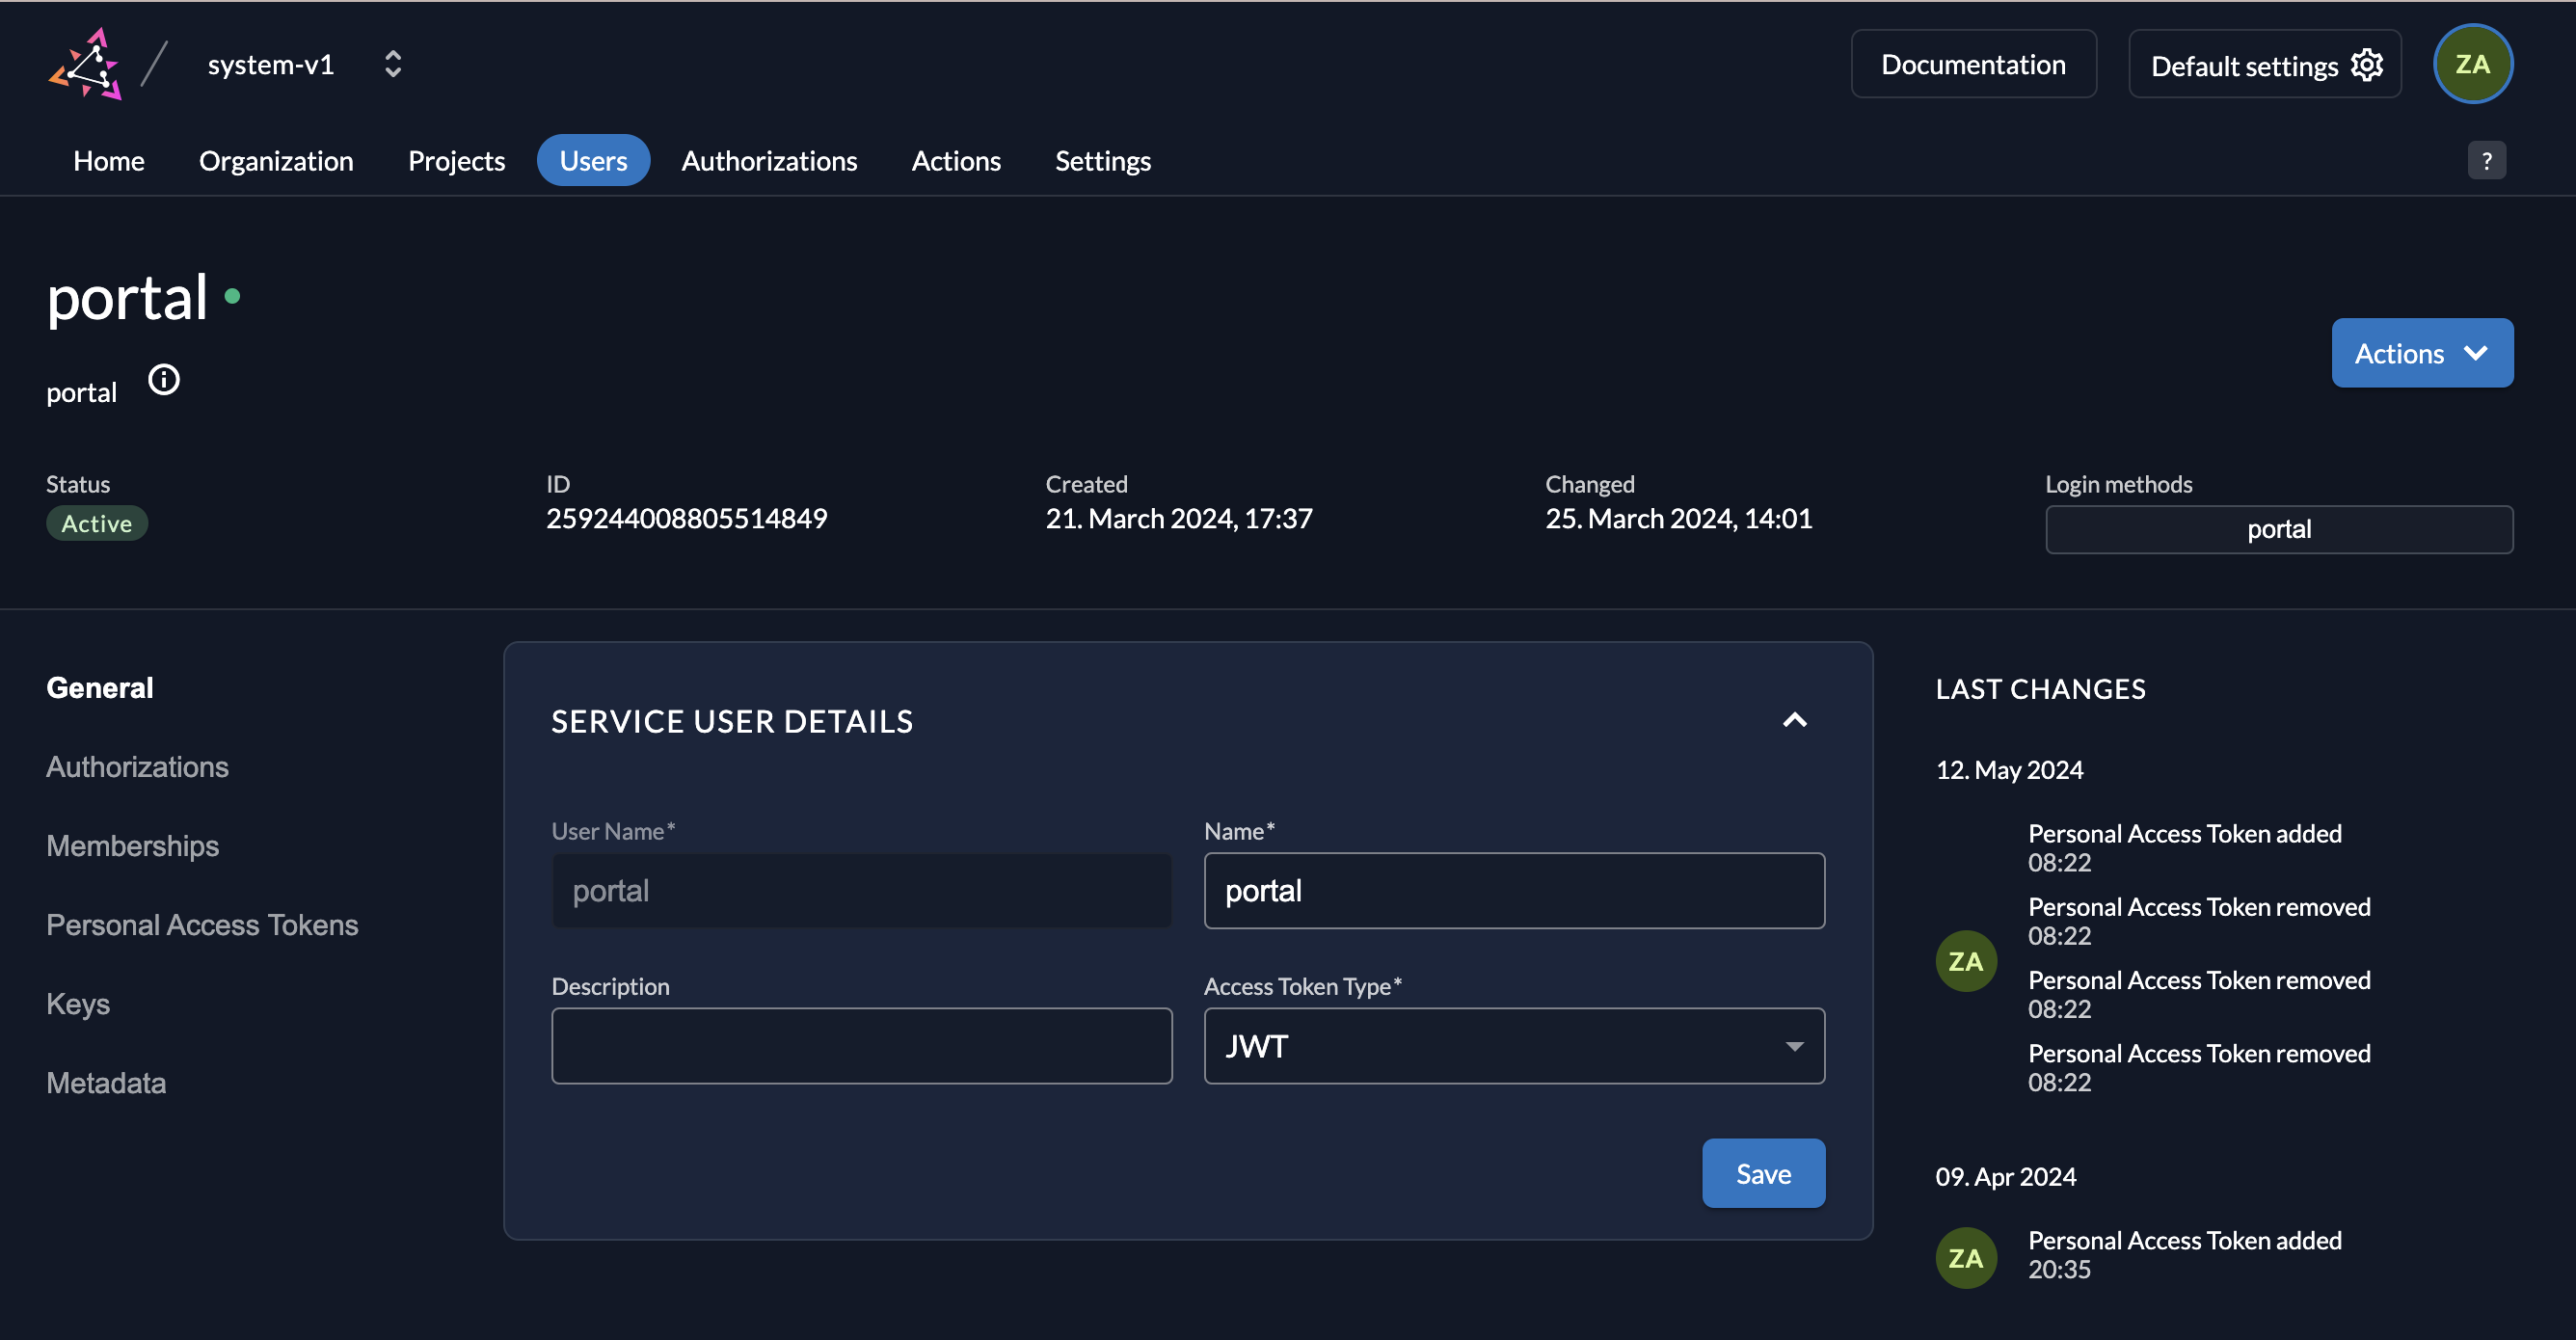 system-v1
Documentation
Default settings
ZA
Home
Organization
Projects
Users
Authorizations
Actions
Settings
?
portal
portal
Actions
Status
Active
ID
259244008805514849
Created
21. March 2024, 17:37
Changed
25. March 2024, 14:01
Login methods
portal
General
Authorizations
Memberships
Personal Access Tokens
Keys
Metadata
SERVICE USER DETAILS
User Name*
portal
Name*
portal
Description
Access Token Type*
JWT
Save
LAST CHANGES
12. May 2024
ZA
Personal Access Token added
08:22
Personal Access Token removed
08:22
Personal Access Token removed
08:22
Personal Access Token removed
08:22
09. Apr 2024
ZA
Personal Access Token added
20:35